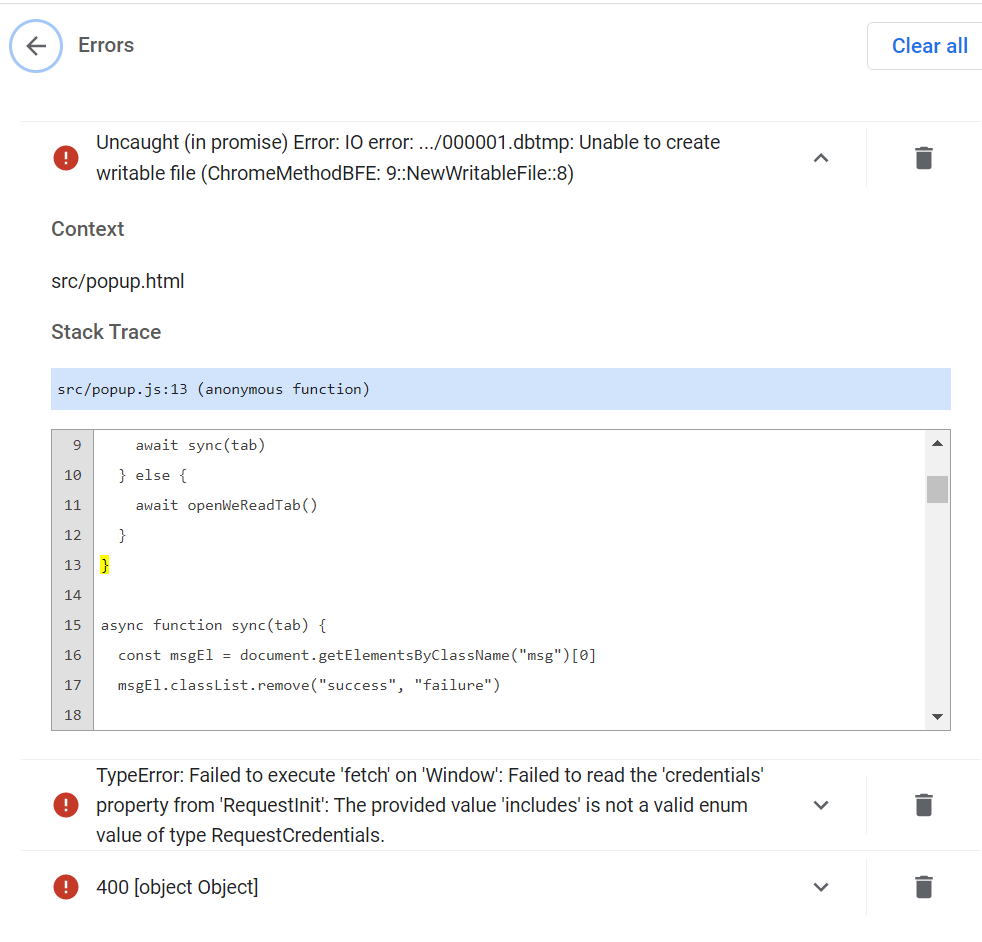 Errors
Clear all
Uncaught (in promise) Error: IO error: .../000001.dbtmp: Unable to create
writable file (ChromeMethodBFE: 9::NewWritableFile::8)
Context
src/popup.html
Stack Trace
src/popup.js:13 (anonymous function)
9     await sync(tab)
10   } else {
11     await openWeReadTab()
12   }
13 }
14
15 async function sync(tab) {
16   const msgEl = document.getElementsByClassName("msg")[0]
17   msgEl.classList.remove("success", "failure")
18
TypeError: Failed to execute 'fetch' on 'Window': Failed to read the 'credentials'
property from 'RequestInit': The provided value 'includes' is not a valid enum
value of type RequestCredentials.
400 [object Object]